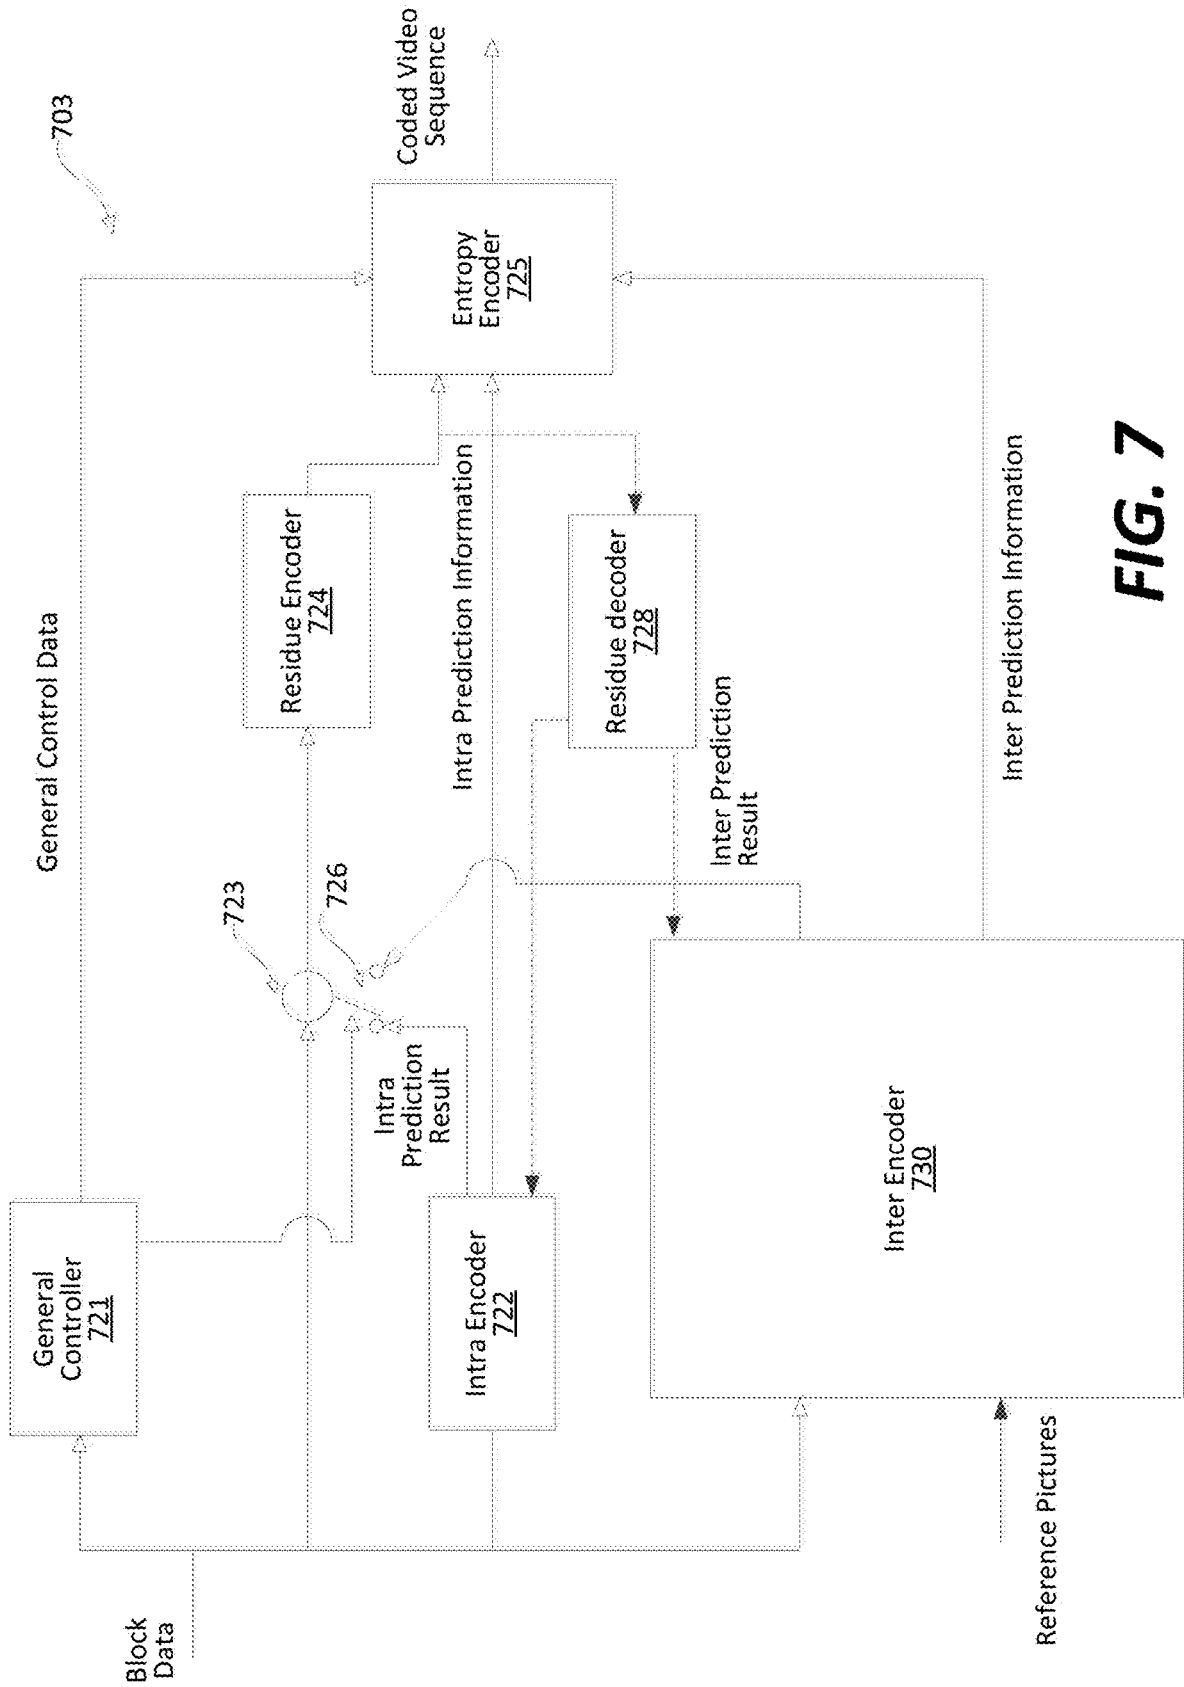 703
General Control Data
Coded Video
Sequence
General
Controller
721
723
726
Residue Encoder
724
Entropy
Encoder
725
Block
Data
Intra
Prediction
Result
Intra Prediction Information
Intra Encoder
722
Residue decoder
728
Inter Prediction
Result
Inter Encoder
730
Inter Prediction Information
Reference Pictures
FIG. 7